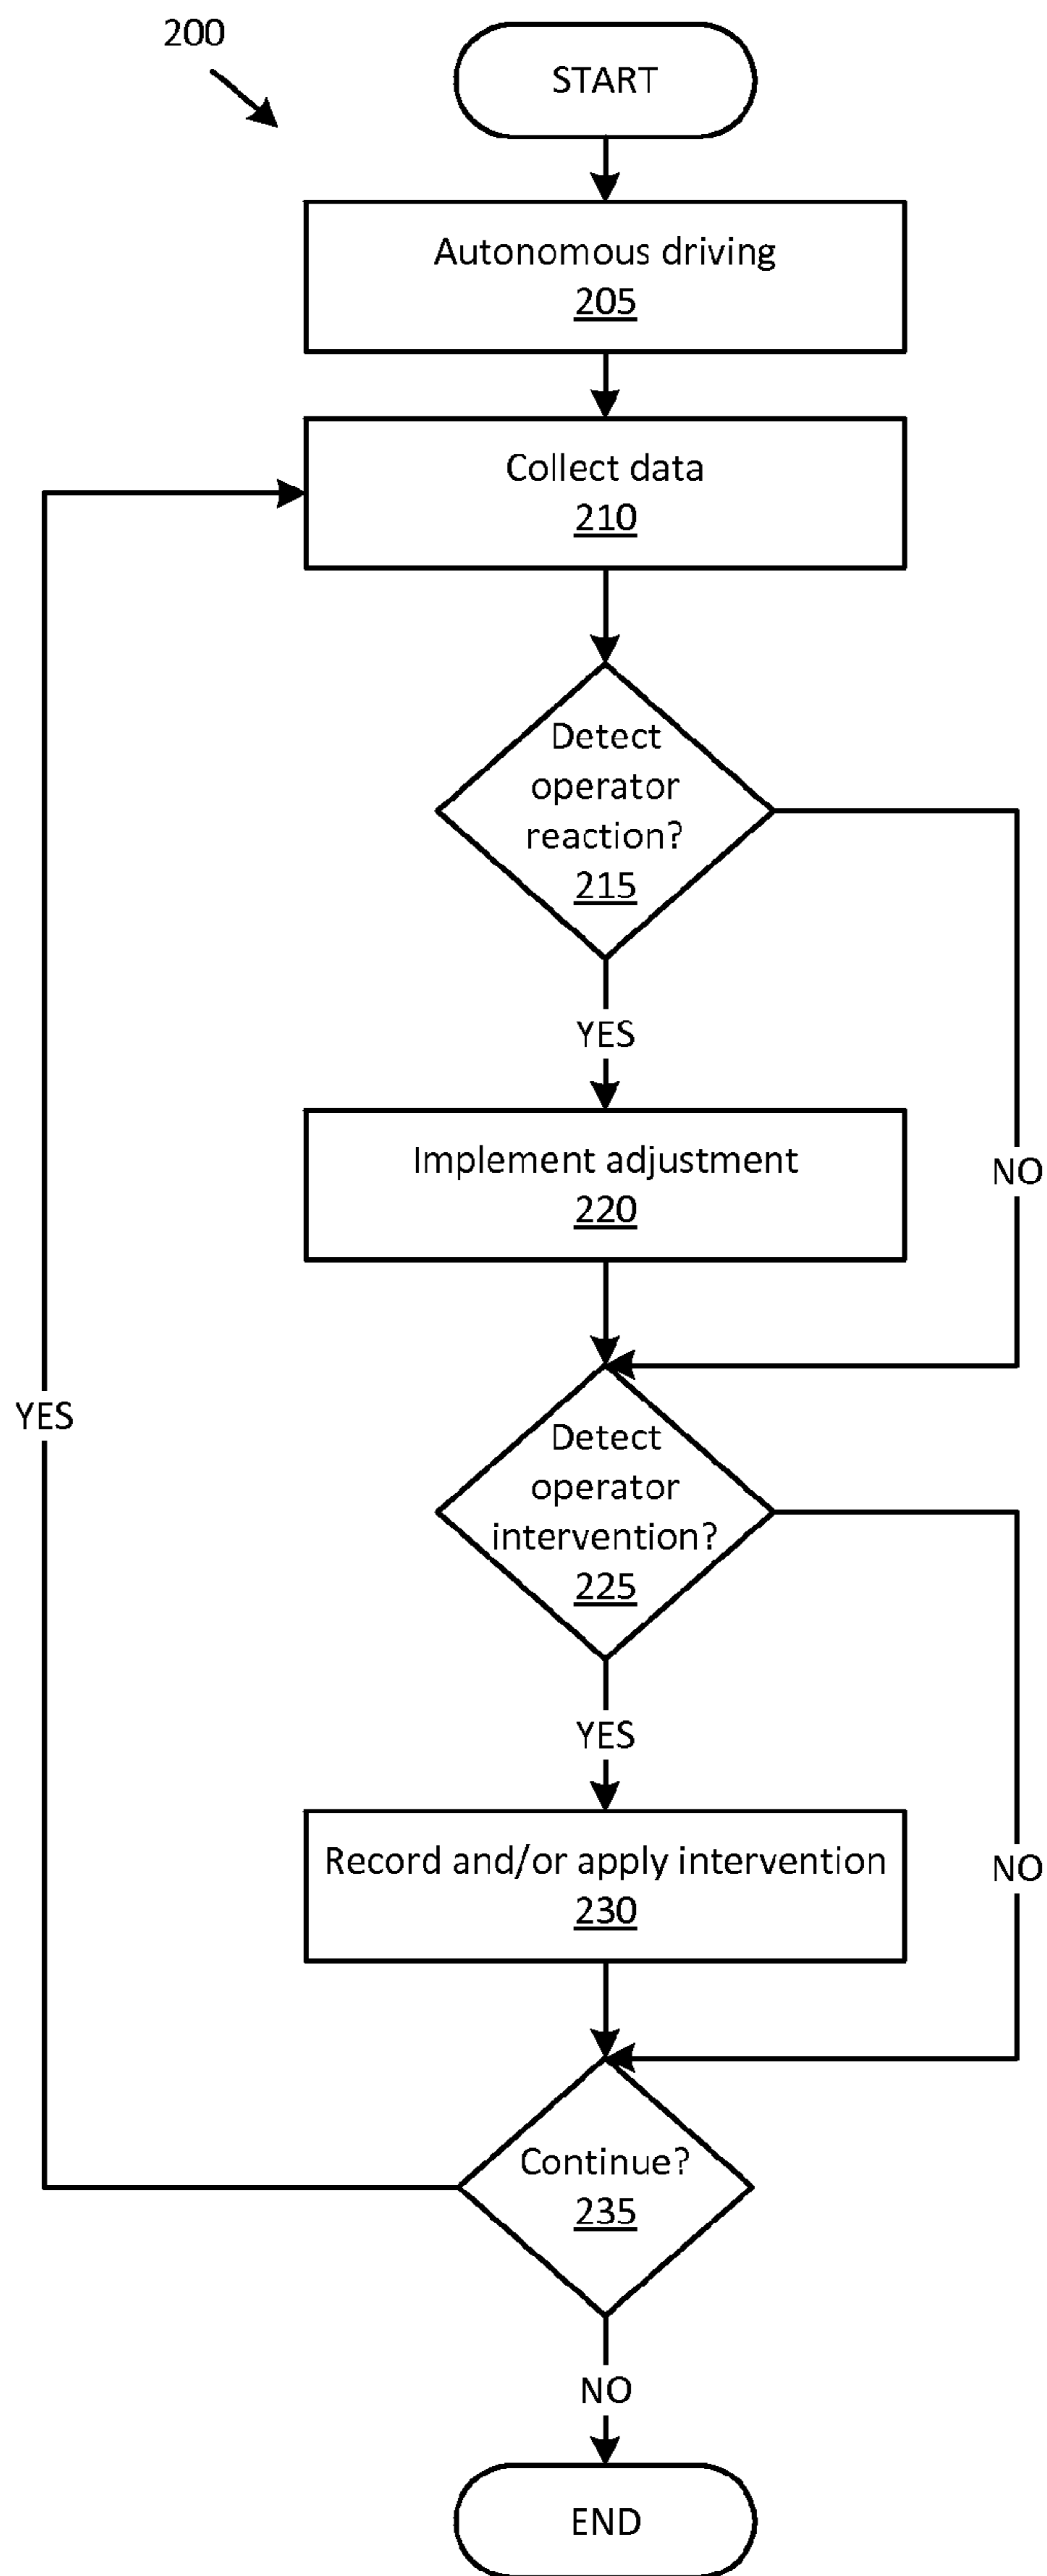 200
START
Autonomous driving
205
Collect data
210
Detect
operator
reaction?
215
YES
NO
Implement adjustment
220
YES
Detect
operator
intervention?
225
YES
NO
Record and/or apply intervention
230
Continue?
235
NO
END